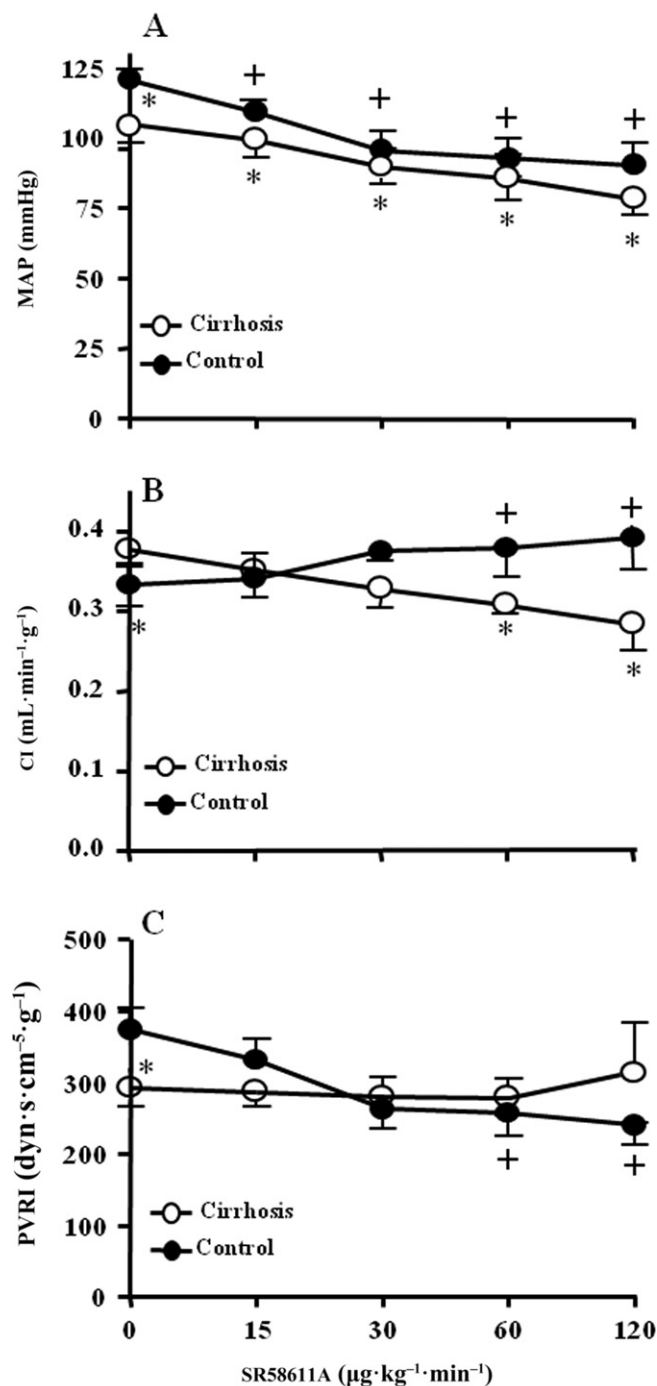 A
125
100
75
50
25
0
MAP (mmHg)
+
+
+
+
*
*
*
*
*
Cirrhosis
Control
B
0.4
0.3
0.2
0.1
0.0
CI (mL·min⁻¹·g⁻¹)
+
+
*
*
*
Cirrhosis
Control
C
500
400
300
200
100
0
PVRI (dyn·s·cm⁻⁵·g⁻¹)
*
+
+
Cirrhosis
Control
0 15 30 60 120
SR58611A (µg·kg⁻¹·min⁻¹)